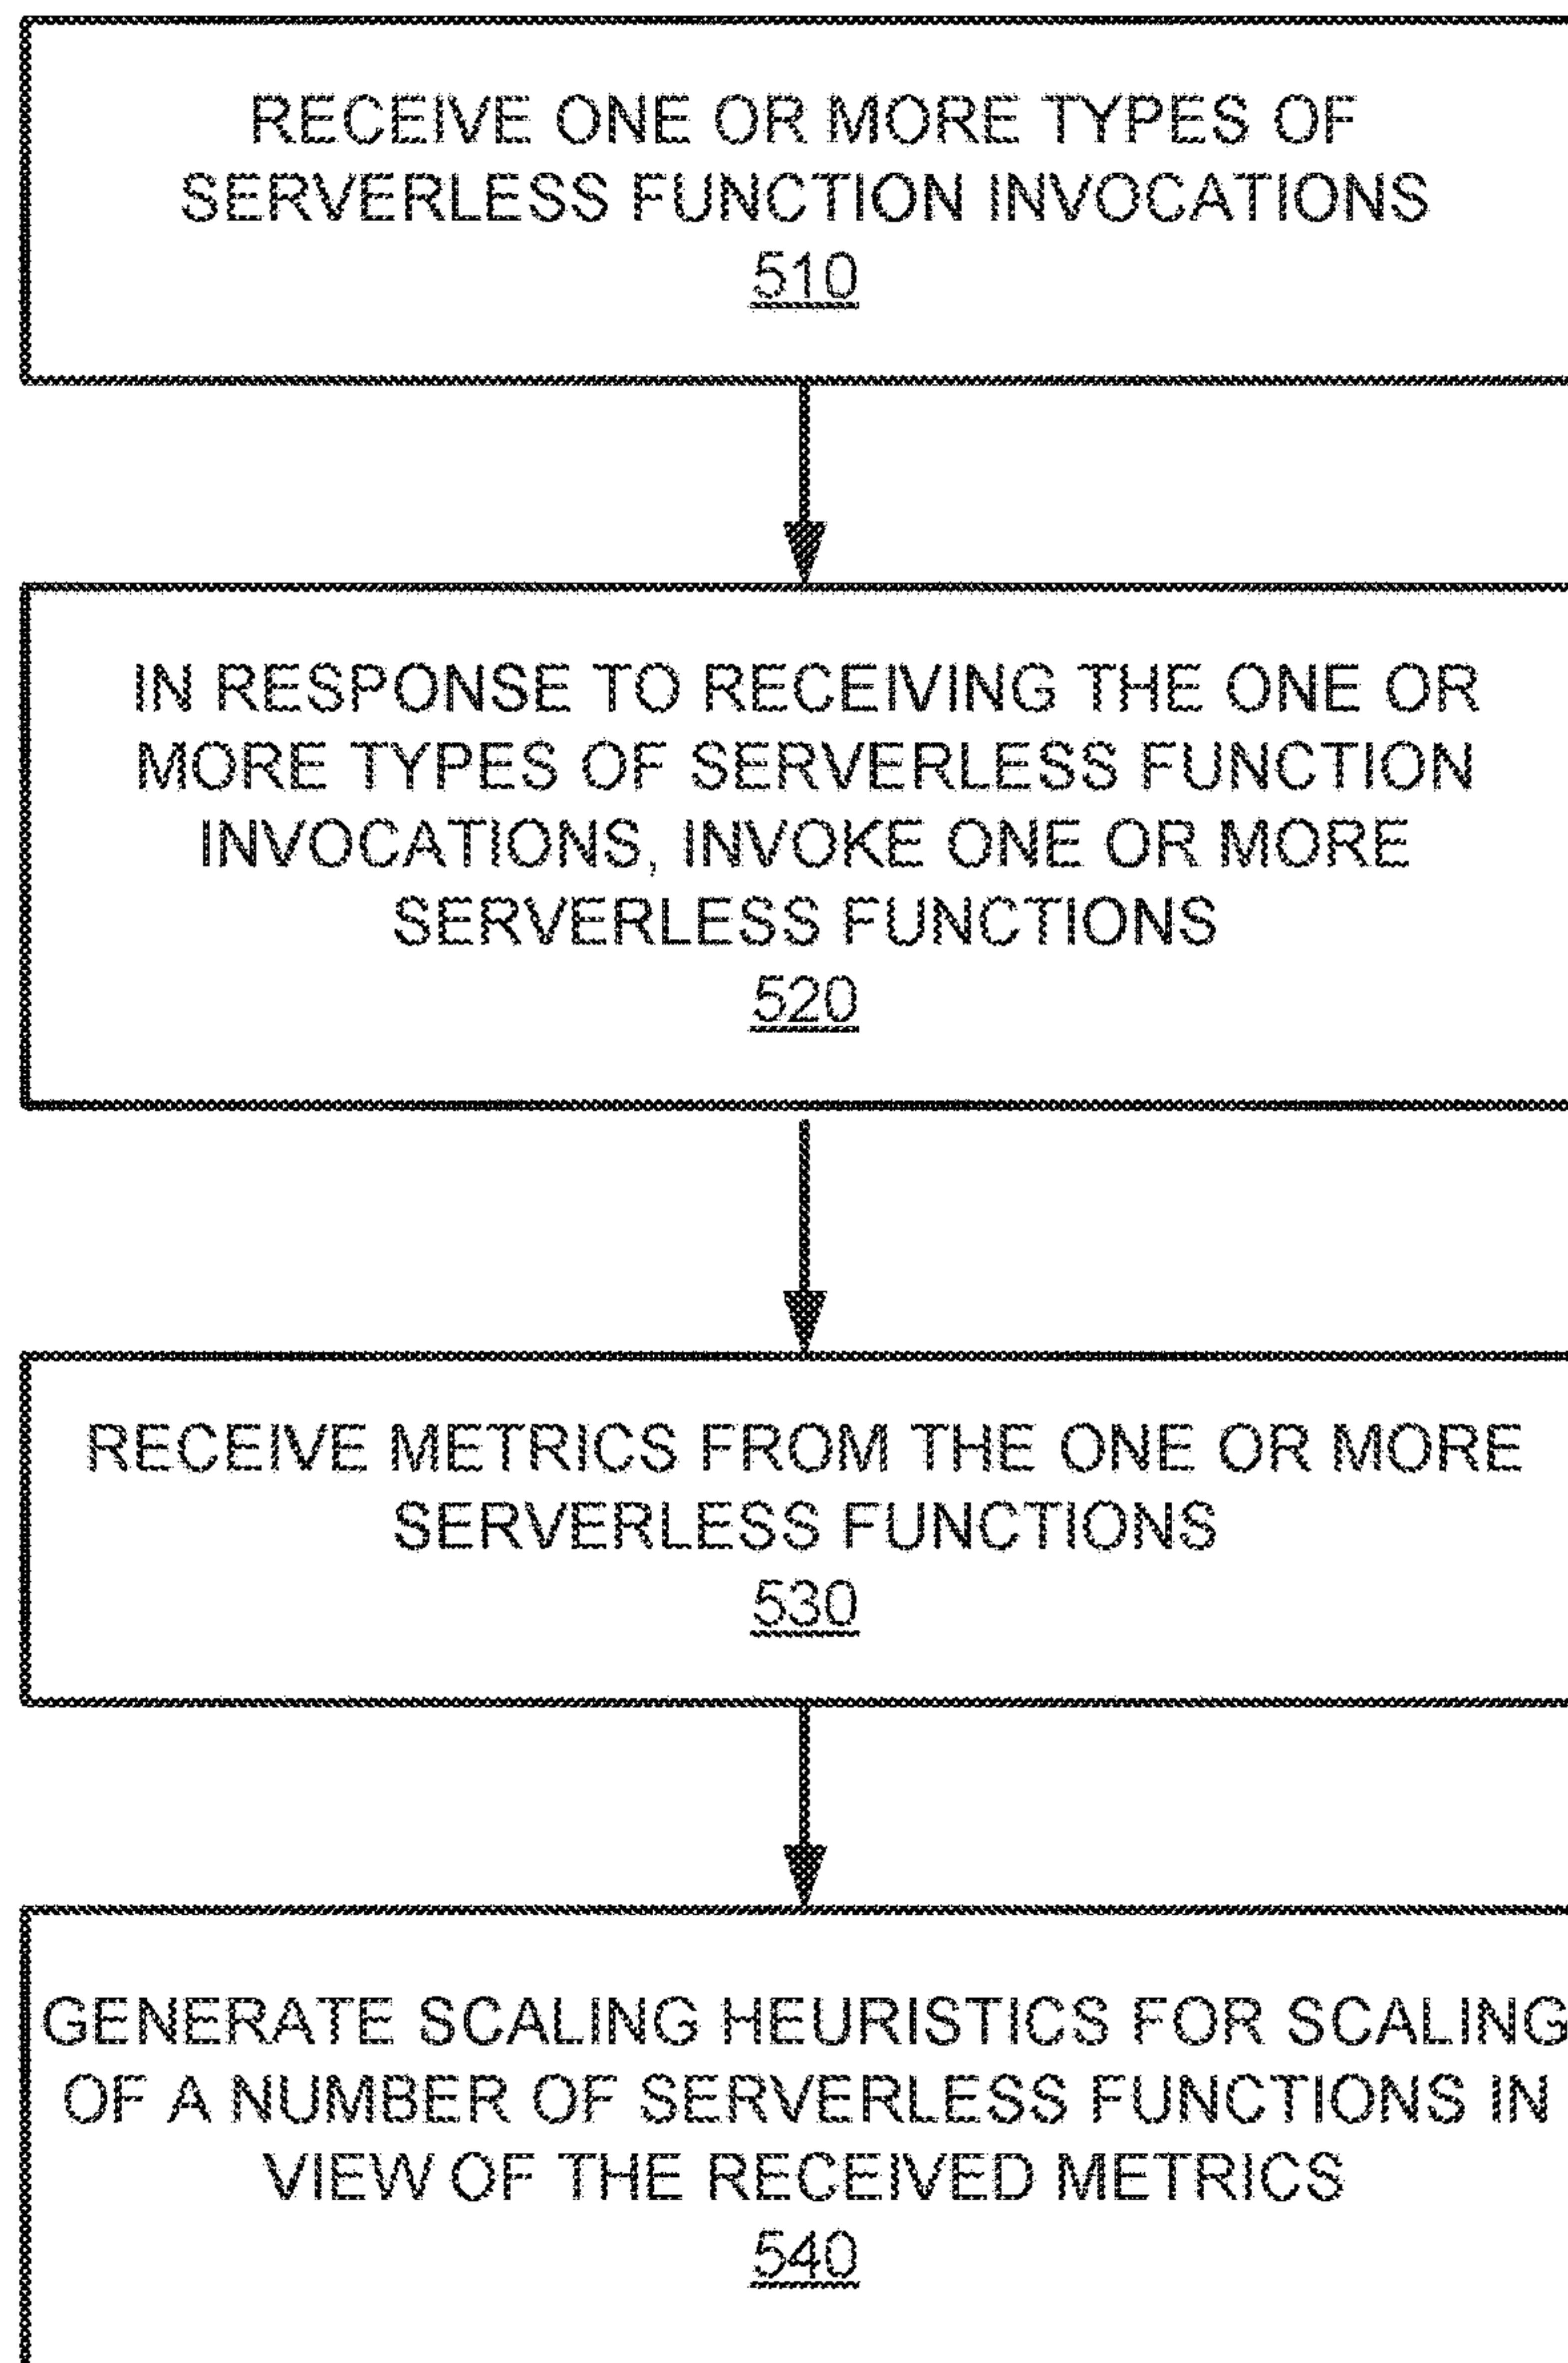 RECEIVE ONE OR MORE TYPES OF
SERVERLESS FUNCTION INVOCATIONS
510
IN RESPONSE TO RECEIVING THE ONE OR
MORE TYPES OF SERVERLESS FUNCTION
INVOCATIONS, INVOKE ONE OR MORE
SERVERLESS FUNCTIONS
520
RECEIVE METRICS FROM THE ONE OR MORE
SERVERLESS FUNCTIONS
530
GENERATE SCALING HEURISTICS FOR SCALING
OF A NUMBER OF SERVERLESS FUNCTIONS IN
VIEW OF THE RECEIVED METRICS
540